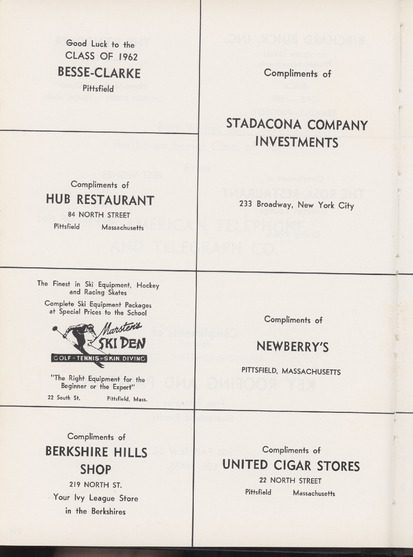 Good Luck to the
CLASS OF 1962
BESSE-CLARKE
Pittsfield
Compliments of
HUB RESTAURANT
84 NORTH STREET
Pittsfield Massachusetts
The Finest in Ski Equipment, Hockey
and Racing Skates
Complete Ski Equipment Packages
at Special Prices to the School
Marsters
SKI DEN
GOLF - TENNIS - SKIN DIVING
"The Right Equipment for the
Beginner or the Expert"
22 South St. Pittsfield, Mass.
Compliments of
BERKSHIRE HILLS
SHOP
219 NORTH ST.
Your Ivy League Store
in the Berkshires
Compliments of
STADACONA COMPANY
INVESTMENTS
233 Broadway, New York City
Compliments of
NEWBERRY'S
PITTSFIELD, MASSACHUSETTS
Compliments of
UNITED CIGAR STORES
22 NORTH STREET
Pittsfield Massachusetts